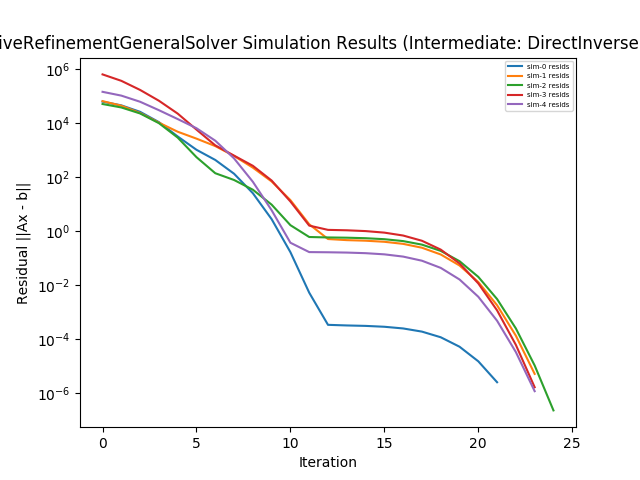 iveRefinementGeneralSolver Simulation Results (Intermediate: DirectInverse
sim-0 resids
sim-1 resids
sim-2 resids
sim-3 resids
sim-4 resids
Residual ||Ax - b||
10^6
10^4
10^2
10^0
10^−2
10^−4
10^−6
0 5 10 15 20 25
Iteration